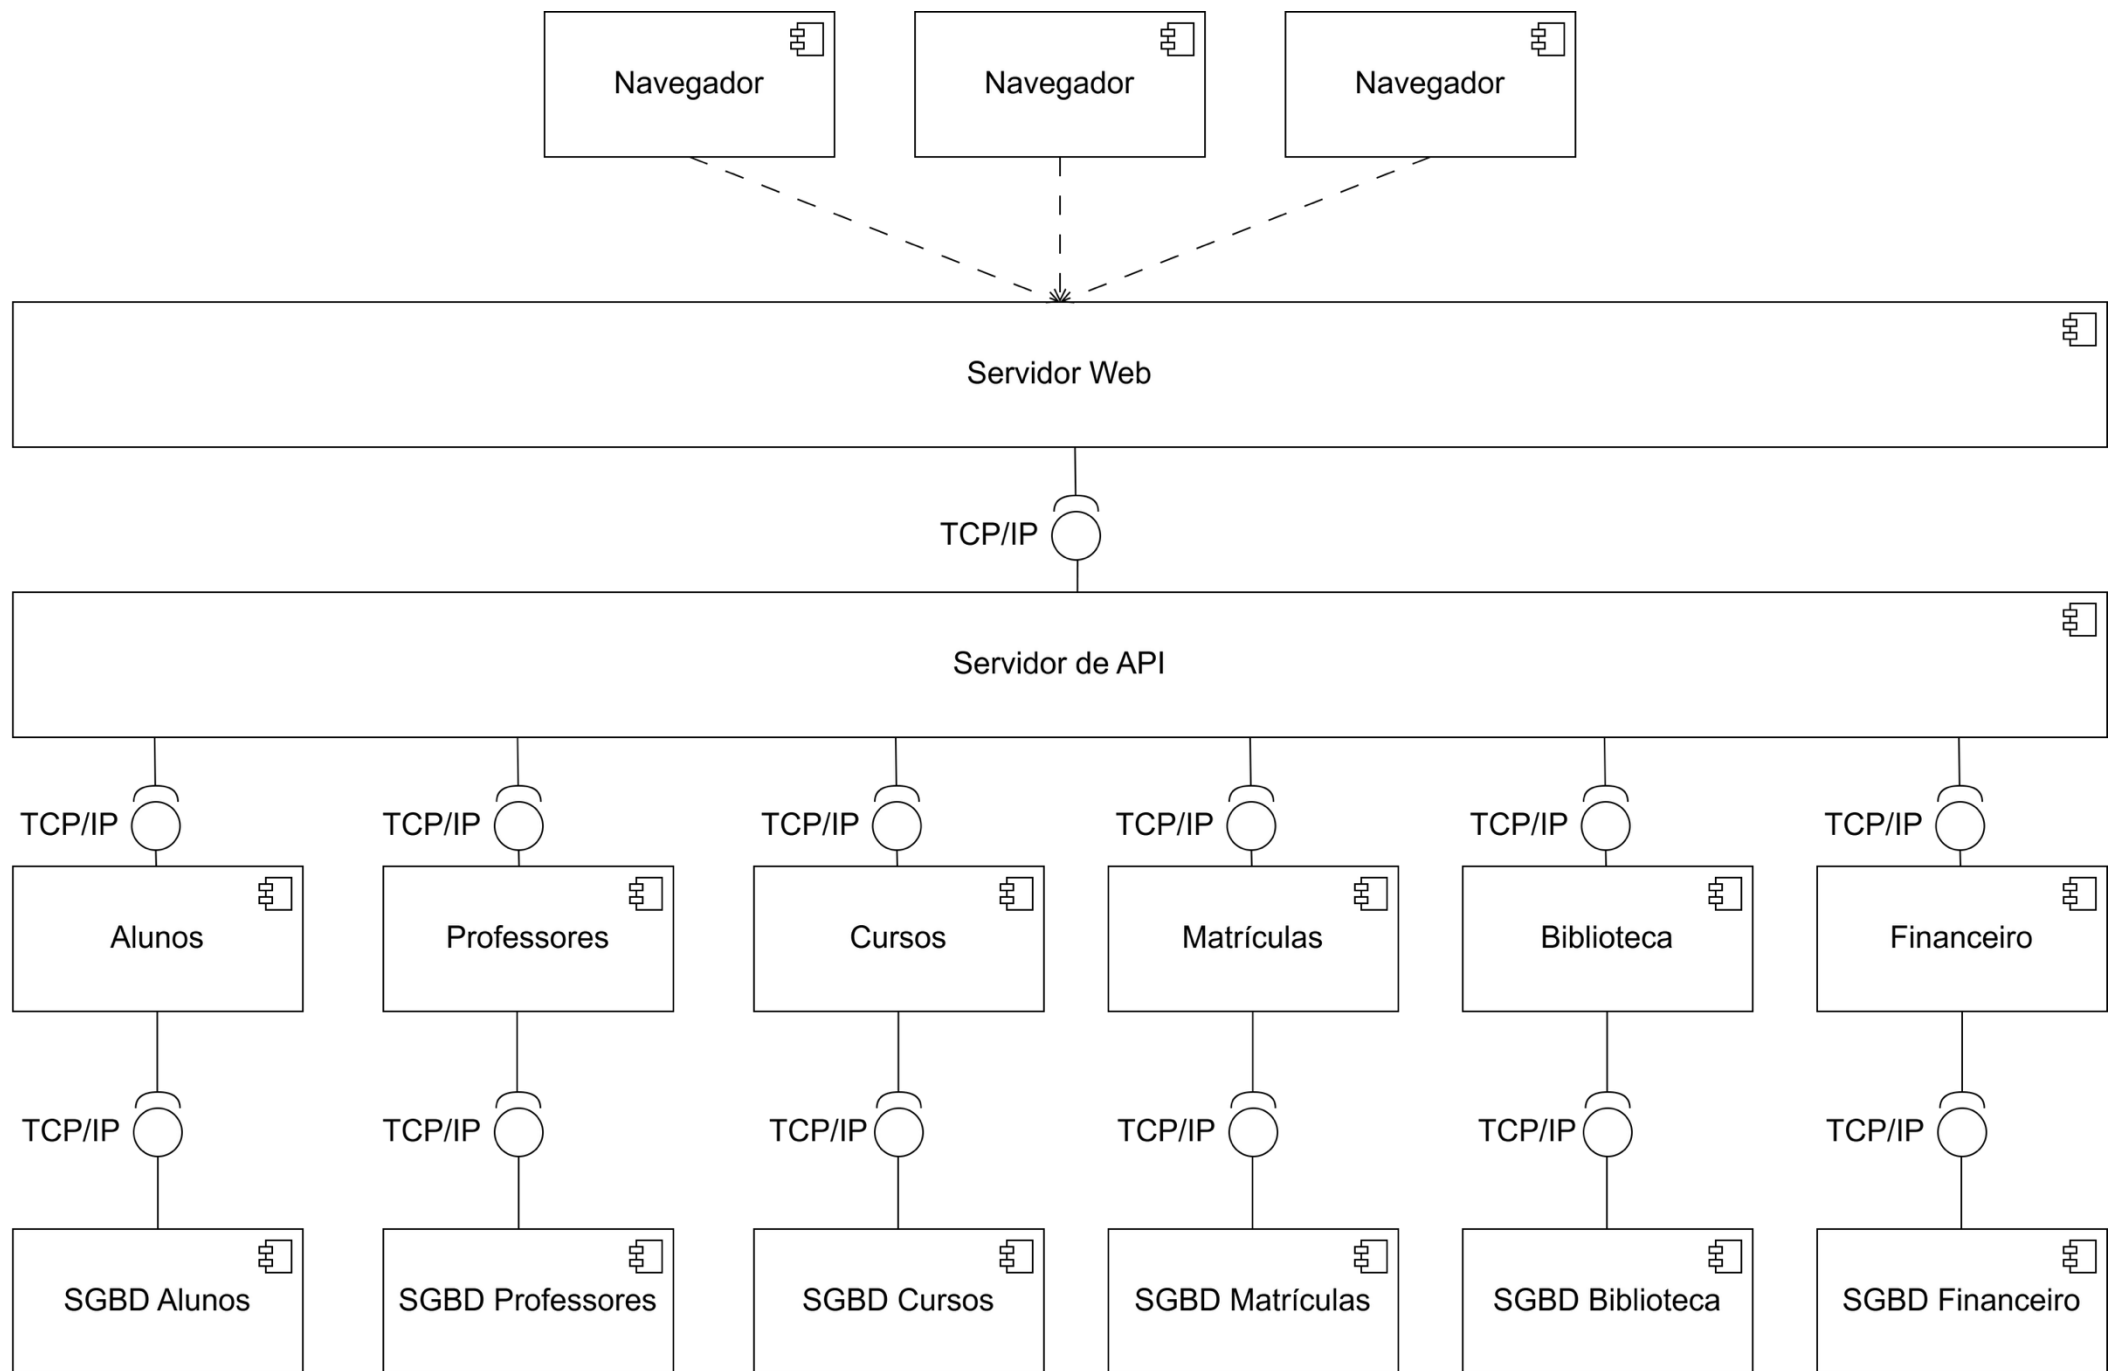 Navegador
Navegador
Navegador
Servidor Web
TCP/IP
Servidor de API
TCP/IP
TCP/IP
TCP/IP
TCP/IP
TCP/IP
TCP/IP
Alunos
Professores
Cursos
Matrículas
Biblioteca
Financeiro
TCP/IP
TCP/IP
TCP/IP
TCP/IP
TCP/IP
TCP/IP
SGBD Alunos
SGBD Professores
SGBD Cursos
SGBD Matrículas
SGBD Biblioteca
SGBD Financeiro